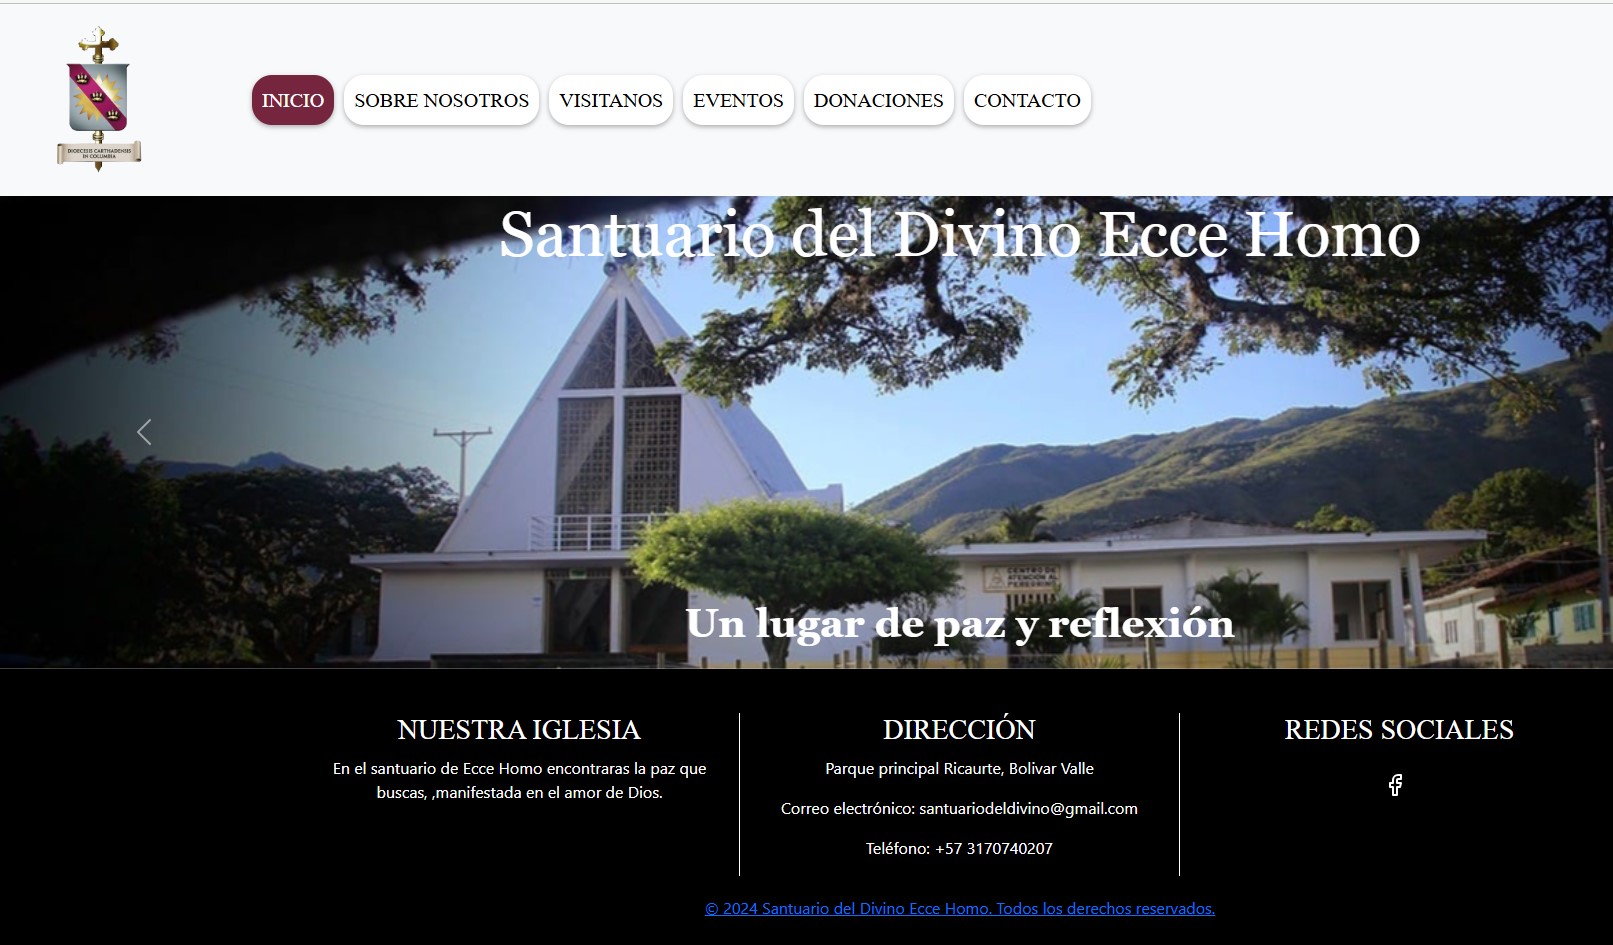 DIOECESIS CARTHADENSIS
IN COLUMBIA
INICIO
SOBRE NOSOTROS
VISITANOS
EVENTOS
DONACIONES
CONTACTO
Santuario del Divino Ecce Homo
CENTRO DE
ATENCION AL
PEREGRINO
Un lugar de paz y reflexión
NUESTRA IGLESIA
En el santuario de Ecce Homo encontraras la paz que
buscas, ,manifestada en el amor de Dios.
DIRECCIÓN
Parque principal Ricaurte, Bolivar Valle
Correo electrónico: santuariodeldivino@gmail.com
Teléfono: +57 3170740207
REDES SOCIALES
© 2024 Santuario del Divino Ecce Homo. Todos los derechos reservados.